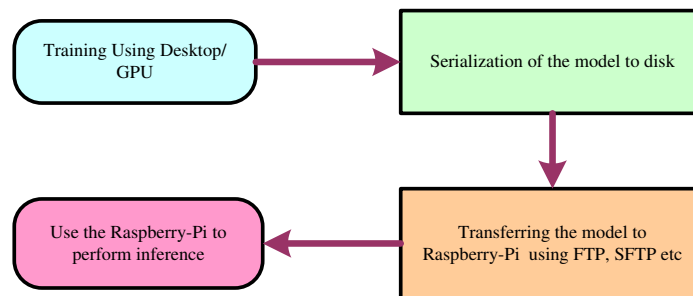 Training Using Desktop/
GPU
Serialization of the model to disk
Transferring the model to
Raspberry-Pi using FTP, SFTP etc
Use the Raspberry-Pi to
perform inference